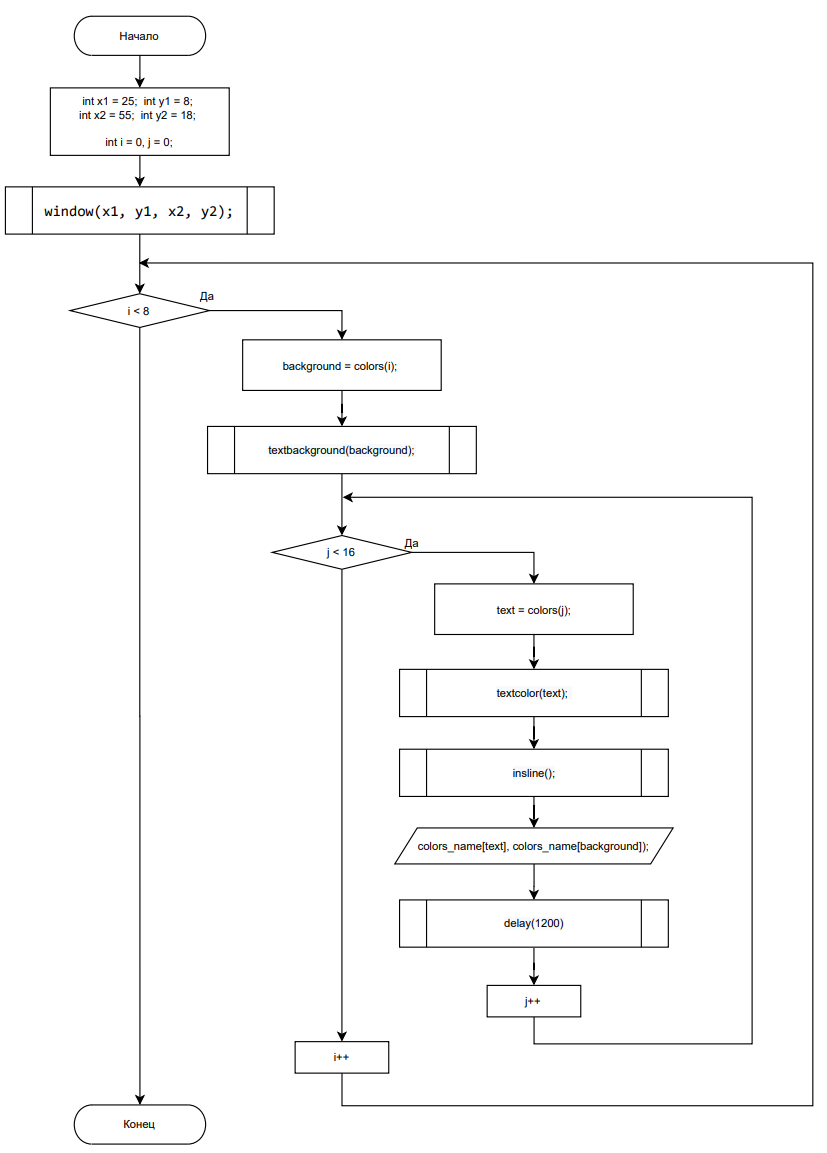 Начало
int x1 = 25;  int y1 = 8;
int x2 = 55;  int y2 = 18;
int i = 0, j = 0;
window(x1, y1, x2, y2);
Да
i < 8
background = colors(i);
textbackground(background);
Да
j < 16
text = colors(j);
textcolor(text);
insline();
colors_name[text], colors_name[background]);
delay(1200)
j++
i++
Конец